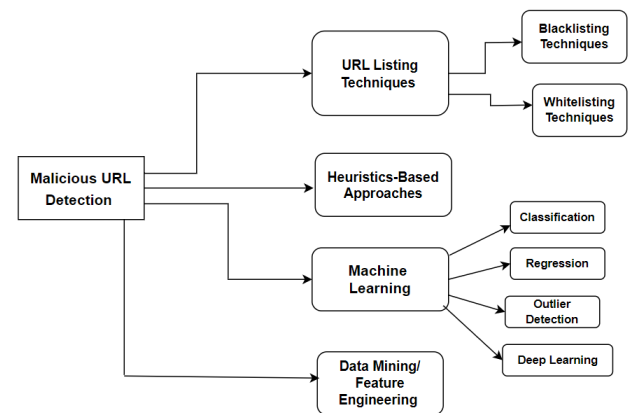 Malicious URL
Detection
URL Listing
Techniques
Blacklisting
Techniques
Whitelisting
Techniques
Heuristics-Based
Approaches
Machine
Learning
Classification
Regression
Outlier
Detection
Deep Learning
Data Mining/
Feature
Engineering